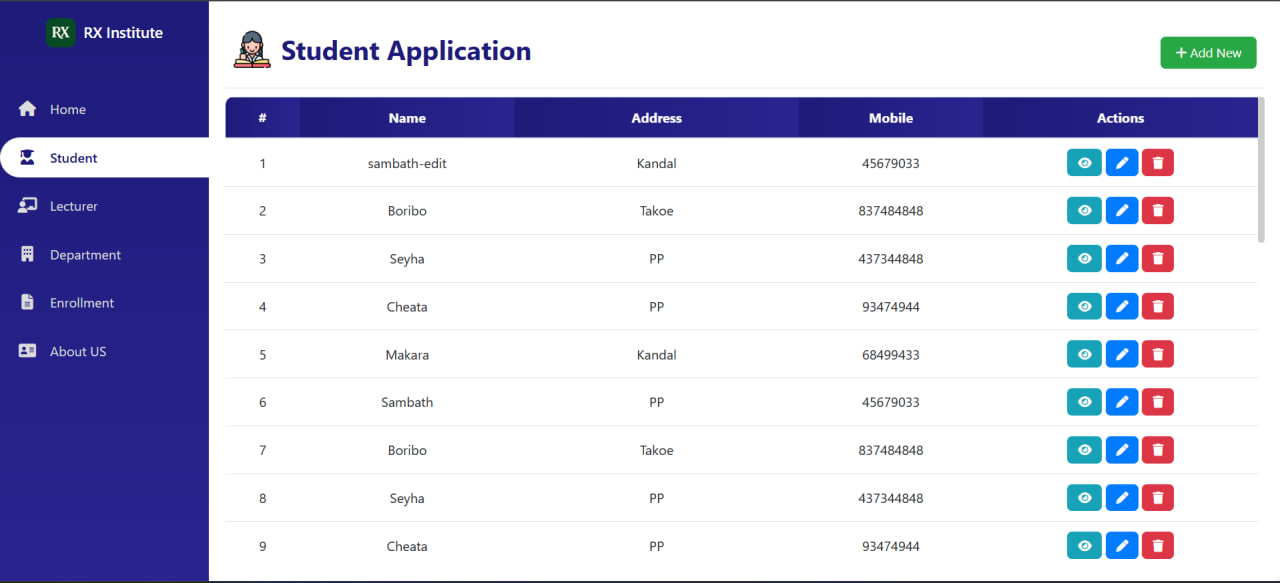 RX RX Institute
Home
Student
Lecturer
Department
Enrollment
About US
Student Application
+ Add New
# Name Address Mobile Actions
1 sambath-edit Kandal 45679033
2 Boribo Takoe 837484848
3 Seyha PP 437344848
4 Cheata PP 93474944
5 Makara Kandal 68499433
6 Sambath PP 45679033
7 Boribo Takoe 837484848
8 Seyha PP 437344848
9 Cheata PP 93474944